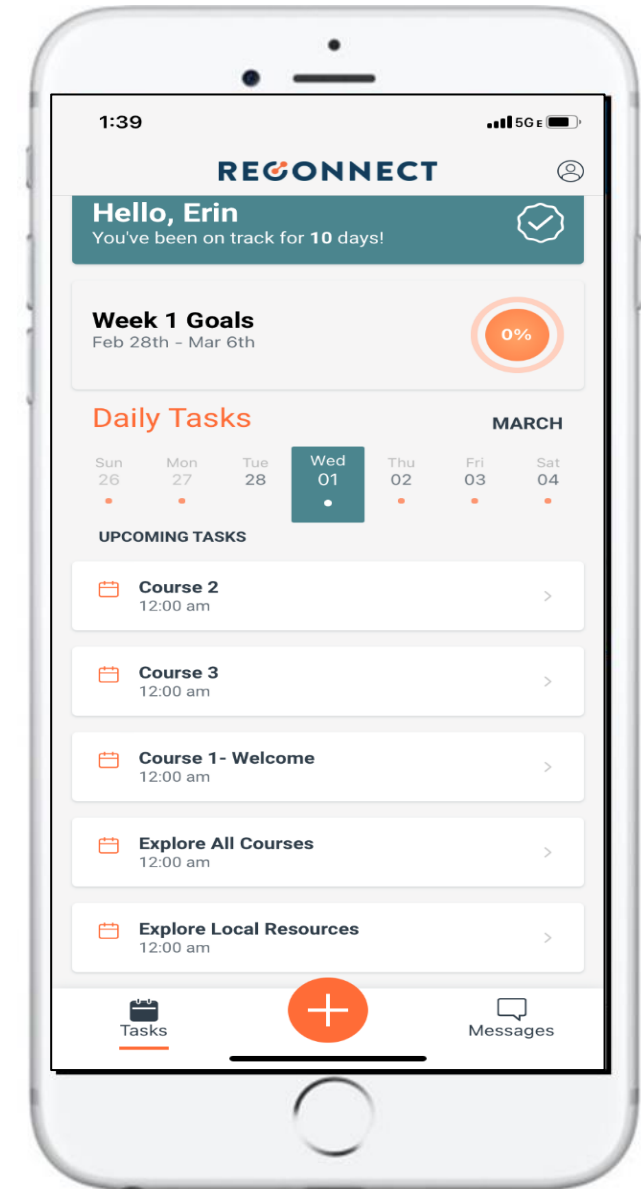 1:39
5G E
RECONNECT
Hello, Erin
You've been on track for 10 days!
Week 1 Goals
Feb 28th - Mar 6th
0%
Daily Tasks
MARCH
Sun Mon Tue Wed Thu Fri Sat
26 27 28 01 02 03 04
UPCOMING TASKS
Course 2
12:00 am
Course 3
12:00 am
Course 1- Welcome
12:00 am
Explore All Courses
12:00 am
Explore Local Resources
12:00 am
Tasks
Messages